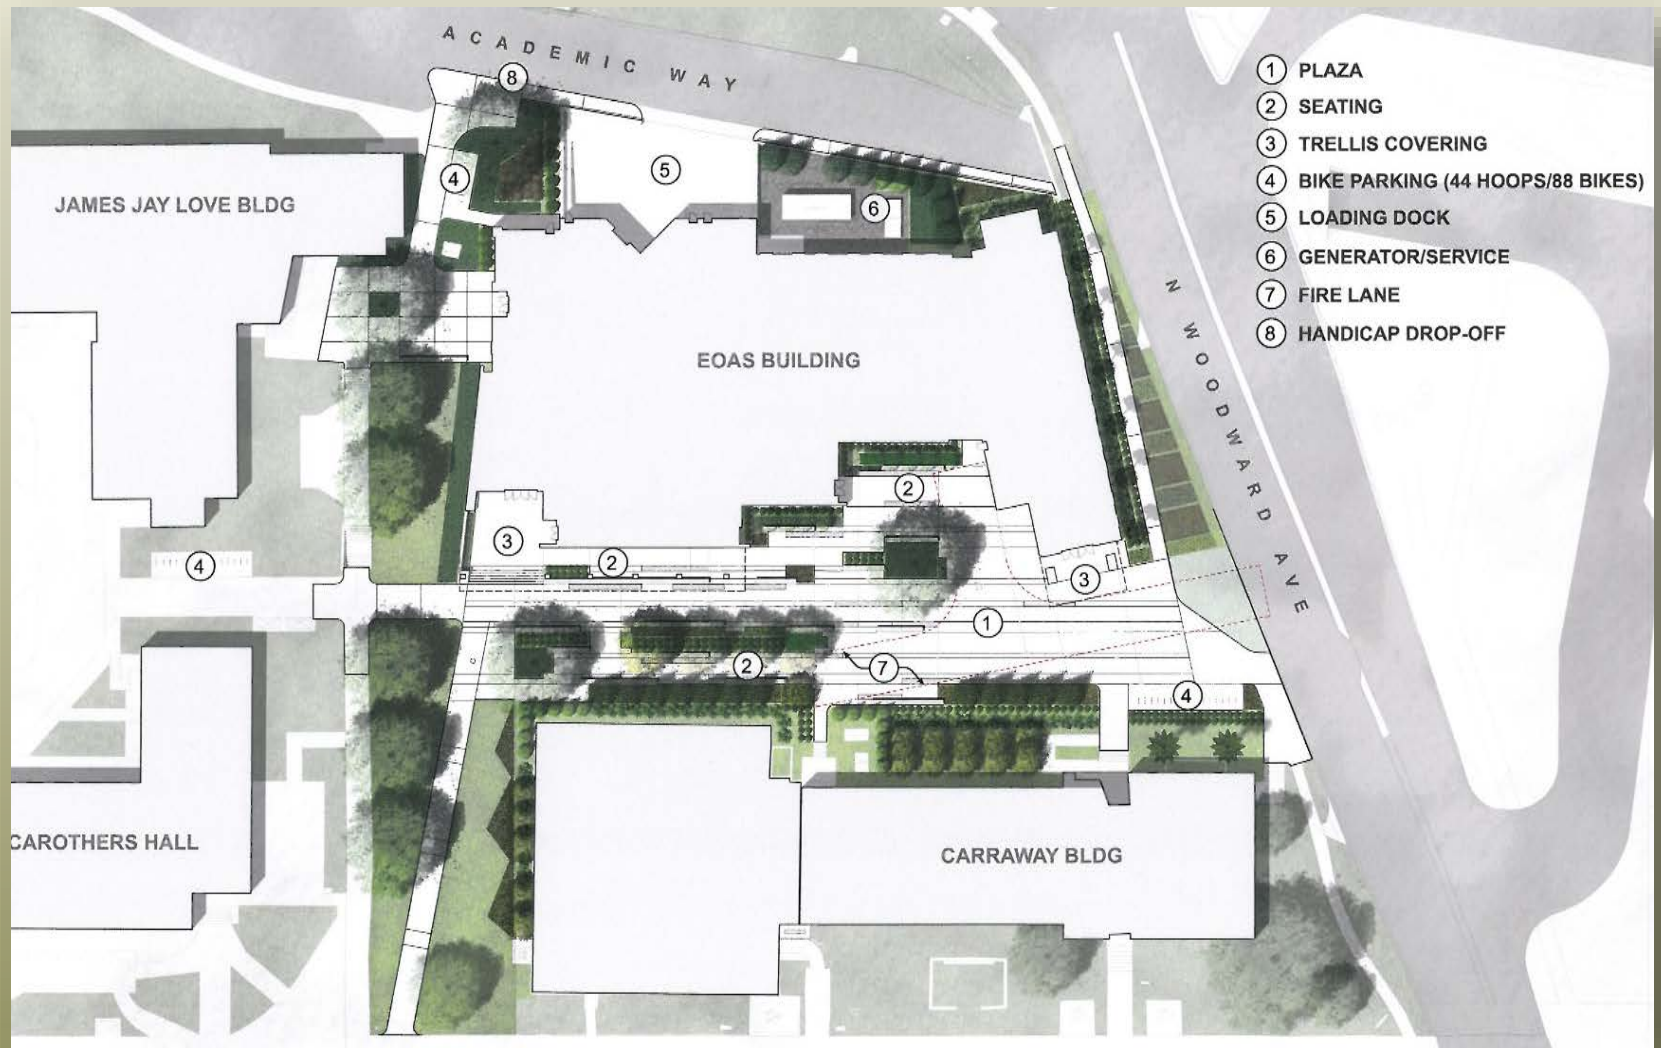 ACADEMIC WAY
8
1 PLAZA
2 SEATING
3 TRELLIS COVERING
4 BIKE PARKING (44 HOOPS/88 BIKES)
5 LOADING DOCK
6 GENERATOR/SERVICE
7 FIRE LANE
8 HANDICAP DROP-OFF
4
5
JAMES JAY LOVE BLDG
6
N WOODWARD AVE
EOAS BUILDING
2
3
2
4
3
1
2
7
4
CAROTHERS HALL
CARRAWAY BLDG